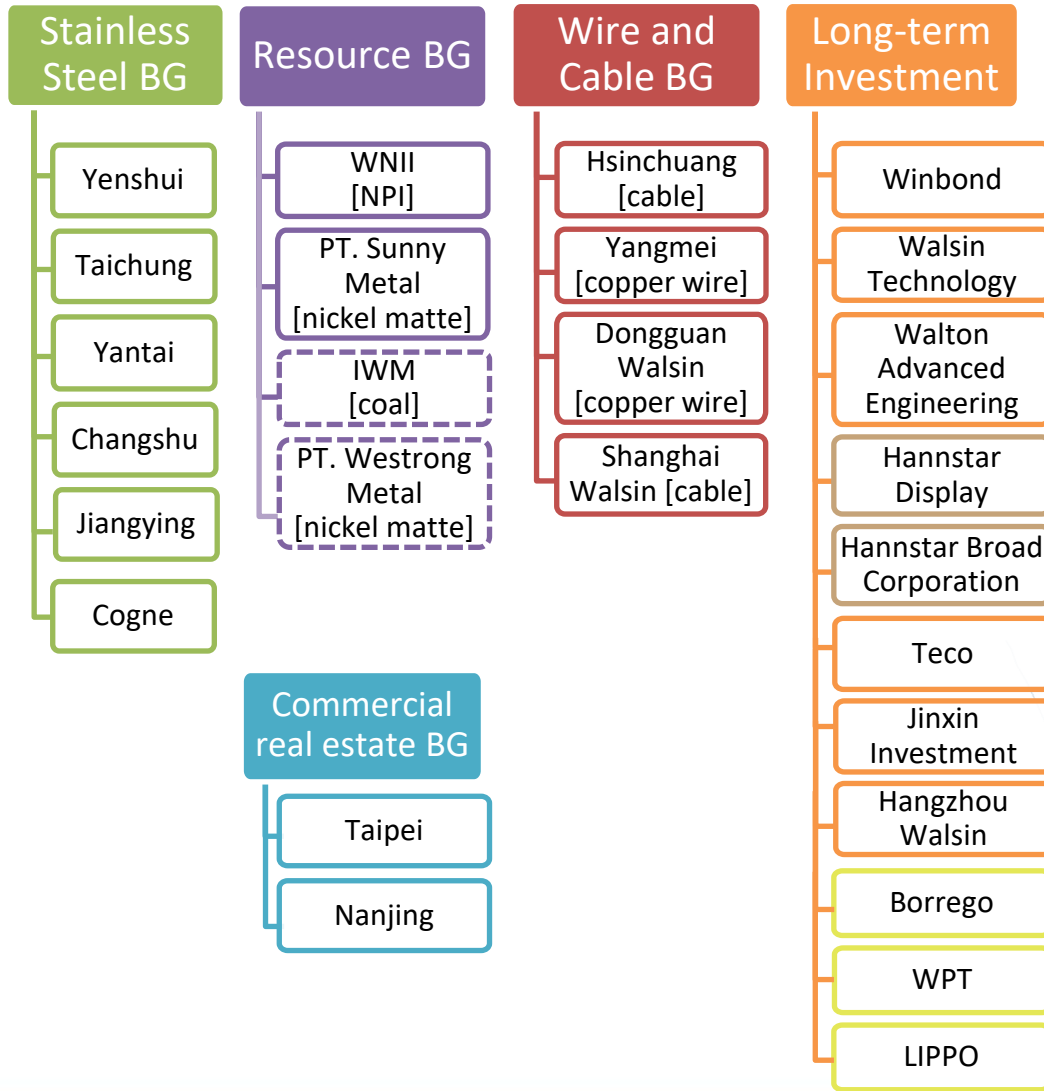 Stainless
Steel BG
Yenshui
Taichung
Yantai
Changshu
Jiangying
Cogne
Resource BG
WNII
[NPI]
PT. Sunny
Metal
[nickel matte]
IWM
[coal]
PT. Westrong
Metal
[nickel matte]
Commercial
real estate BG
Taipei
Nanjing
Wire and
Cable BG
Hsinchuang
[cable]
Yangmei
[copper wire]
Dongguan
Walsin
[copper wire]
Shanghai
Walsin [cable]
Long-term
Investment
Winbond
Walsin
Technology
Walton
Advanced
Engineering
Hannstar
Display
Hannstar Broad
Corporation
Teco
Jinxin
Investment
Hangzhou
Walsin
Borrego
WPT
LIPPO